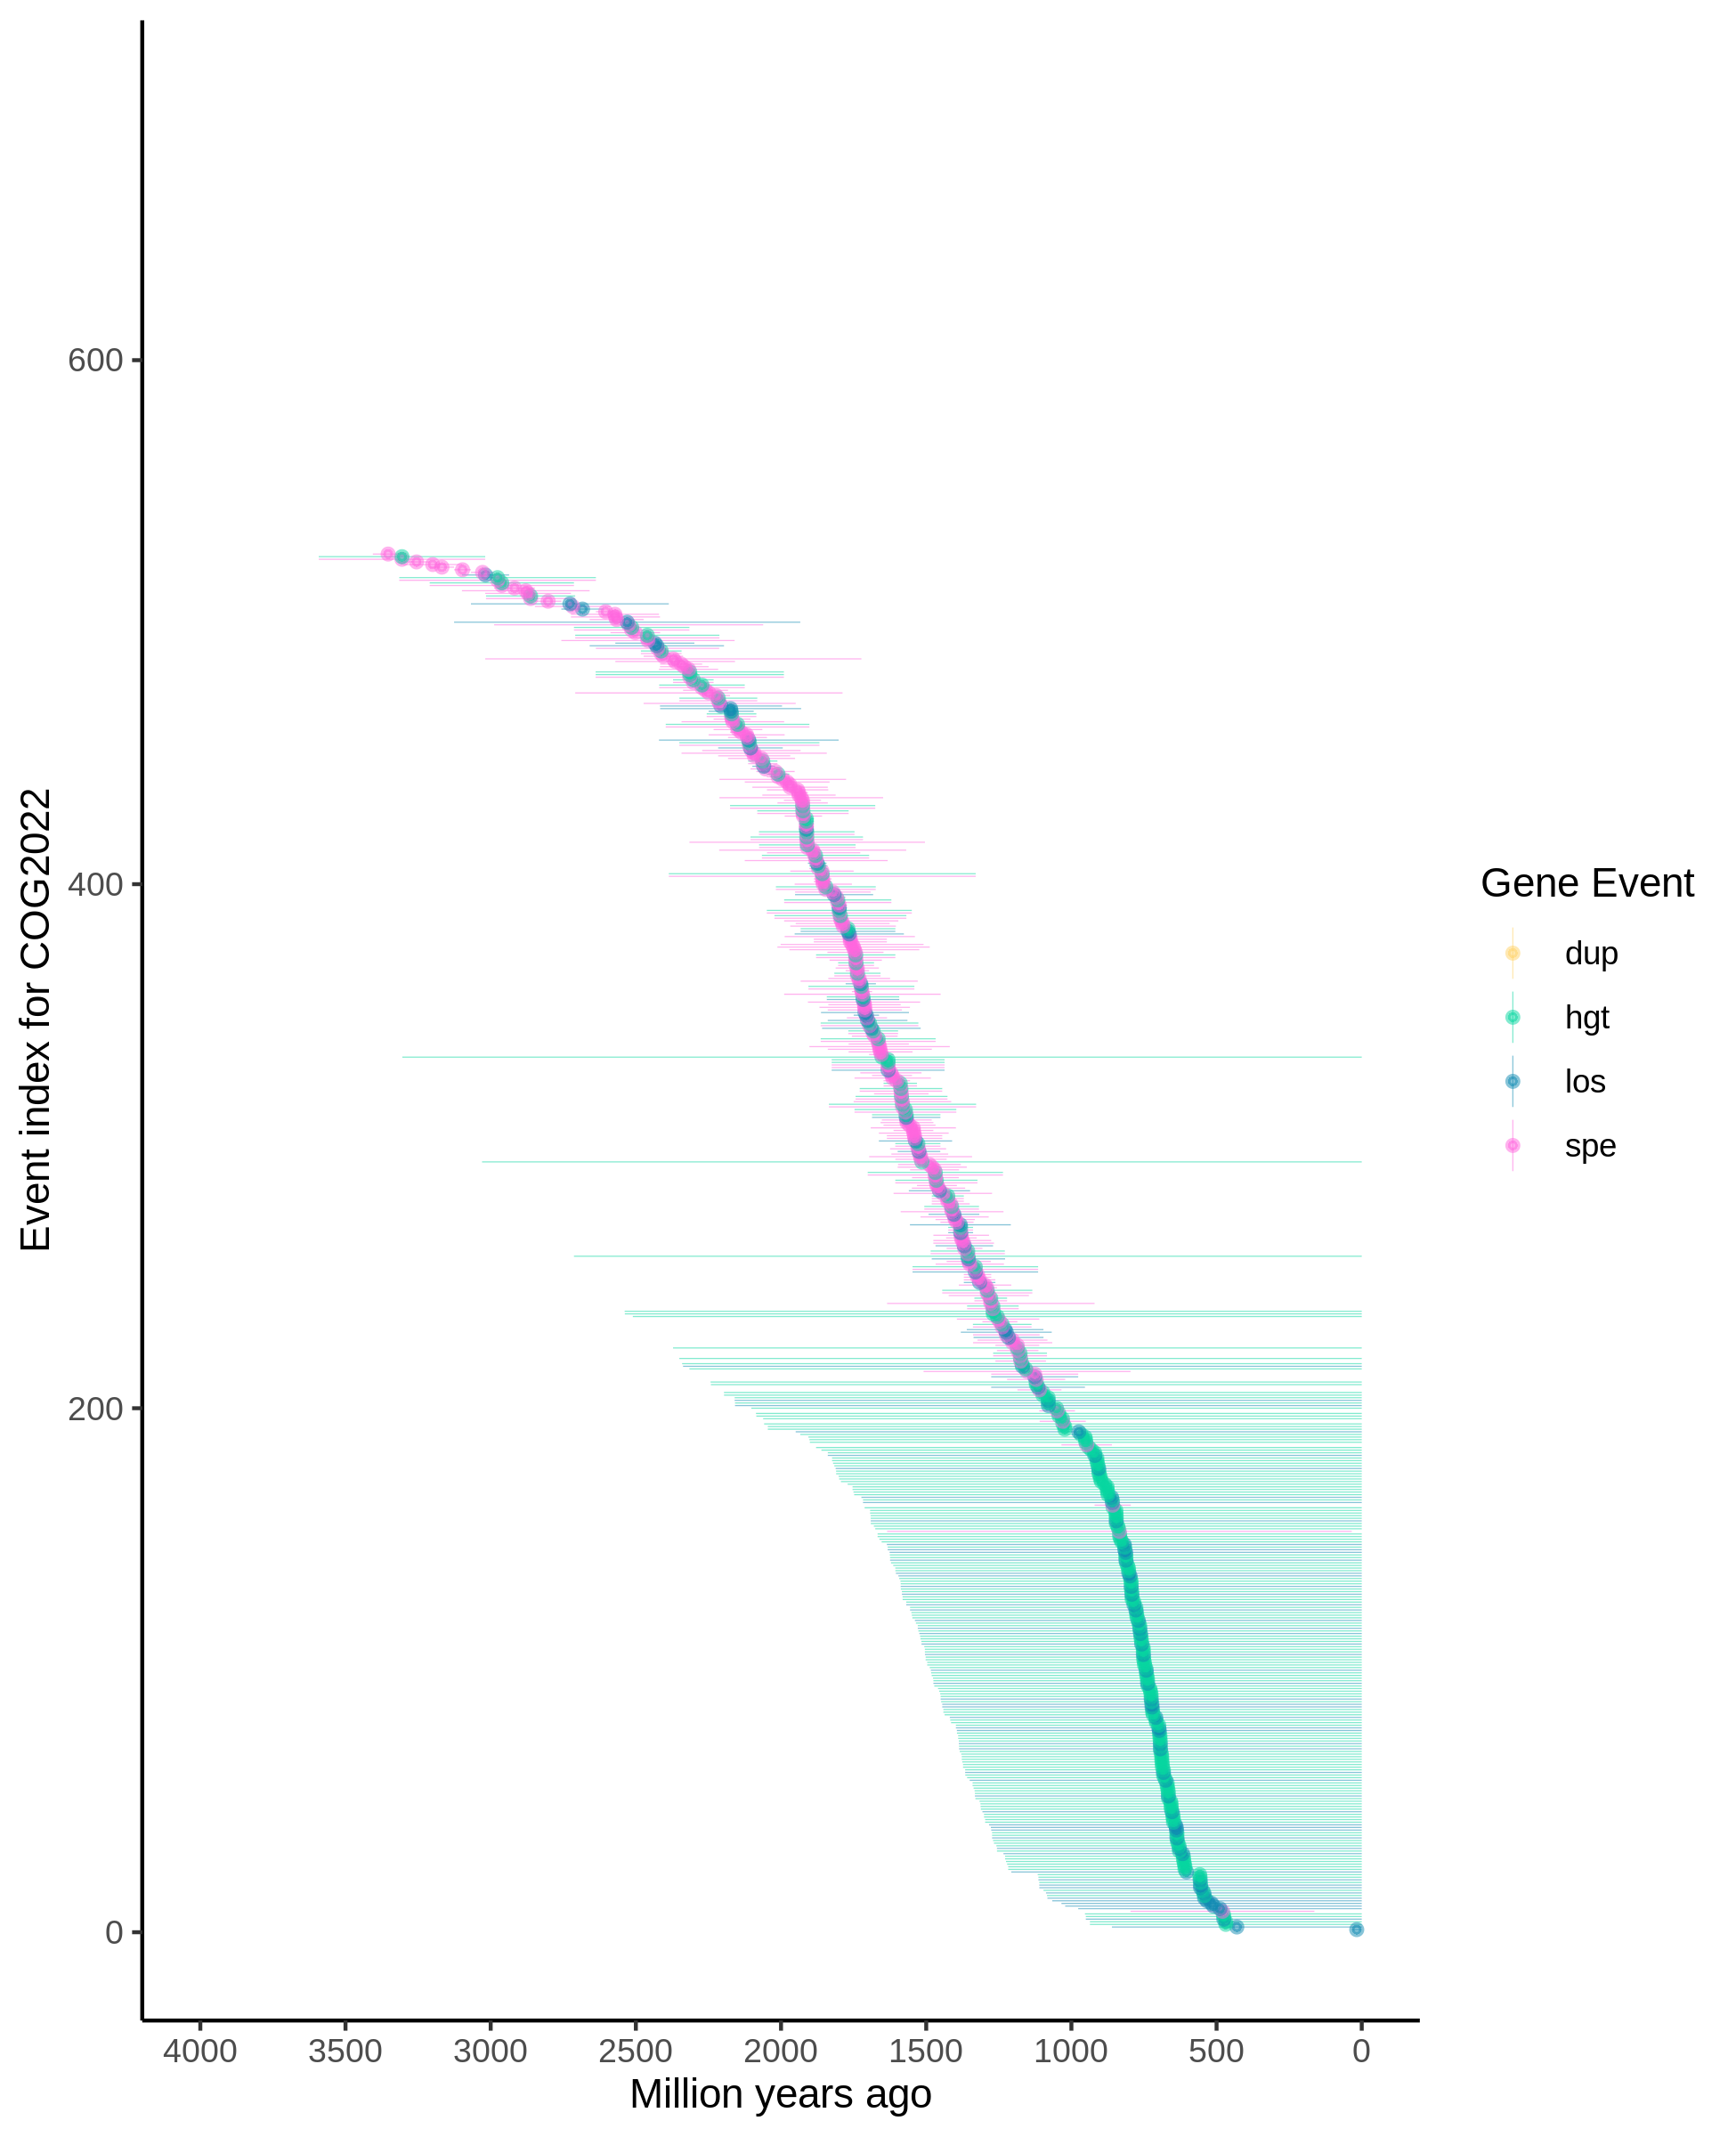 600
400
200
0
Event index for COG2022
4000 3500 3000 2500 2000 1500 1000 500 0
Million years ago
Gene Event
dup
hgt
los
spe